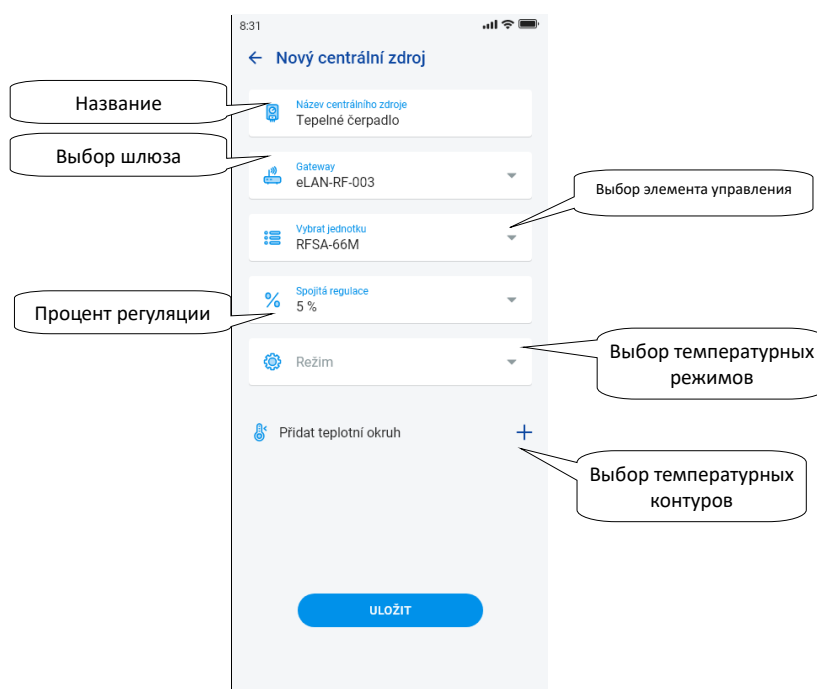 8:31
Nový centrální zdroj
Название
Název centrálního zdroje
Tepelné čerpadlo
Выбор шлюза
Gateway
eLAN-RF-003
Выбор элемента управления
Vybrat jednotku
RFSA-66M
Процент регуляции
Spojitá regulace
5 %
Выбор температурных
режимов
Režim
Přidat teplotní okruh
Выбор температурных
контуров
ULOŽIT